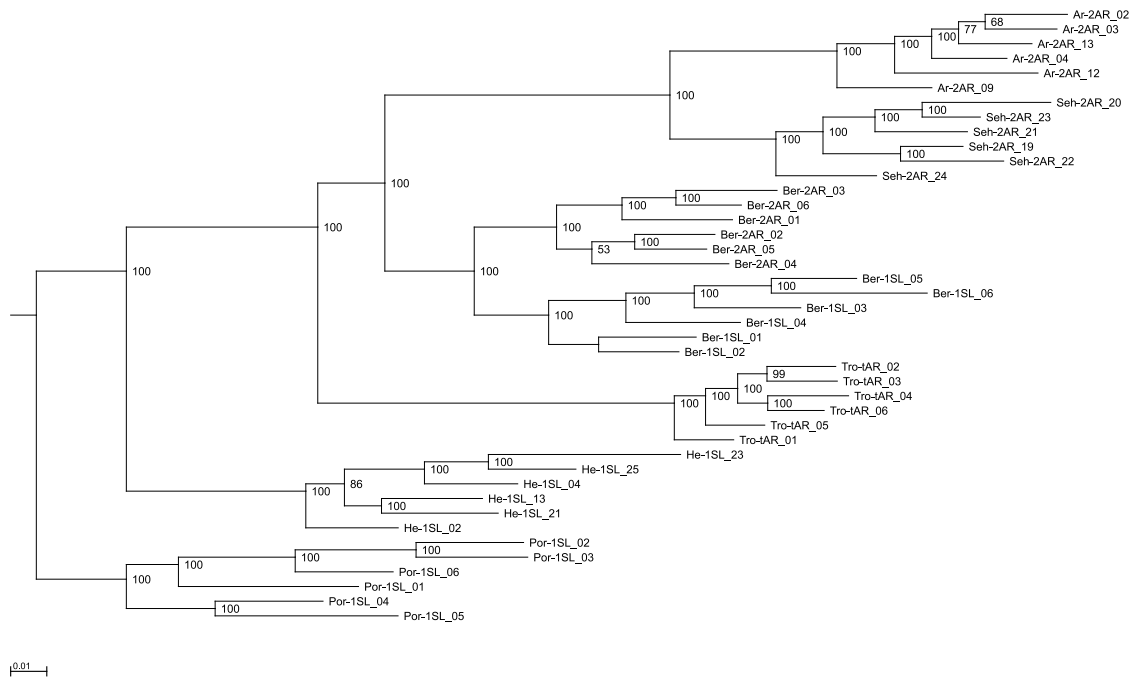 Ar-2AR_02
68
Ar-2AR_03
77
100
Ar-2AR_13
100
Ar-2AR_04
100
Ar-2AR_12
Ar-2AR_09
100
Seh-2AR_20
100
Seh-2AR_23
100
Seh-2AR_21
100
100
Seh-2AR_19
100
Seh-2AR_22
Seh-2AR_24
100
Ber-2AR_03
100
Ber-2AR_06
100
Ber-2AR_01
100
Ber-2AR_02
100
Ber-2AR_05
53
Ber-2AR_04
100
Ber-1SL_05
100
Ber-1SL_06
100
Ber-1SL_03
100
100
Ber-1SL_04
Ber-1SL_01
Ber-1SL_02
100
Tro-tAR_02
99
Tro-tAR_03
100
Tro-tAR_04
100
Tro-tAR_06
100
100
Tro-tAR_05
Tro-tAR_01
100
He-1SL_23
100
He-1SL_25
100
He-1SL_04
86
100
He-1SL_13
100
He-1SL_21
He-1SL_02
Por-1SL_02
100
Por-1SL_03
100
Por-1SL_06
100
Por-1SL_01
100
Por-1SL_04
100
Por-1SL_05
0.01